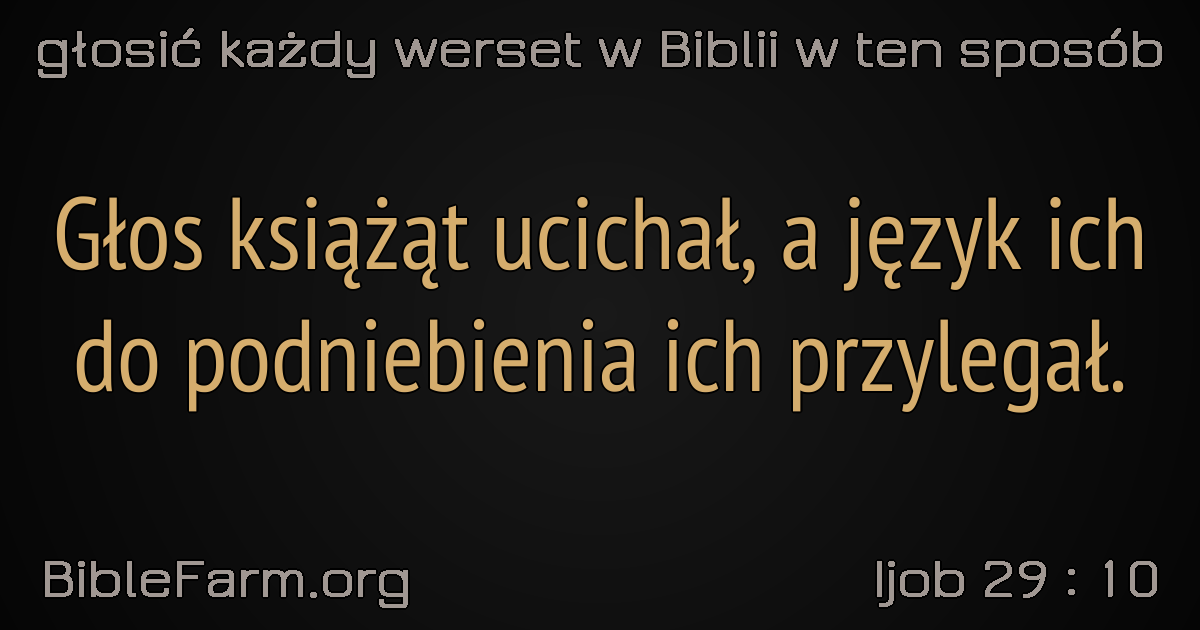 głosić każdy werset w Biblii w ten sposób
Głos książąt ucichał, a język ich
do podniebienia ich przylegał.
BibleFarm.org
Ijob 29 : 10